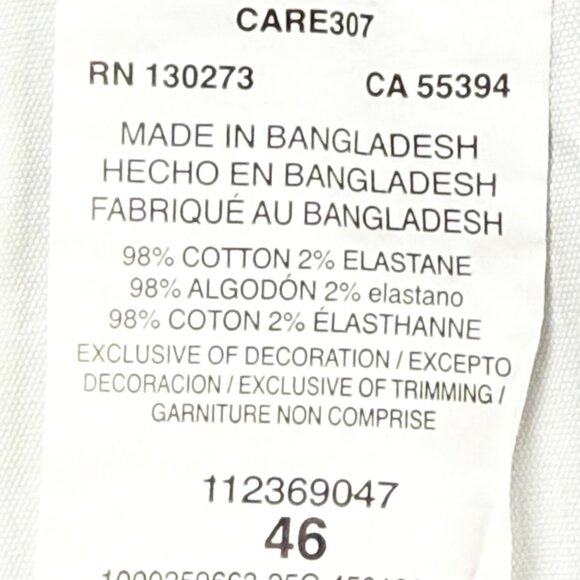 CARE307
RN 130273 CA 55394
MADE IN BANGLADESH
HECHO EN BANGLADESH
FABRIQUÉ AU BANGLADESH
98% COTTON 2% ELASTANE
98% ALGODÓN 2% elastano
98% COTON 2% ÉLASTHANNE
EXCLUSIVE OF DECORATION / EXCEPTO
DECORACION / EXCLUSIVE OF TRIMMING /
GARNITURE NON COMPRISE
112369047
46